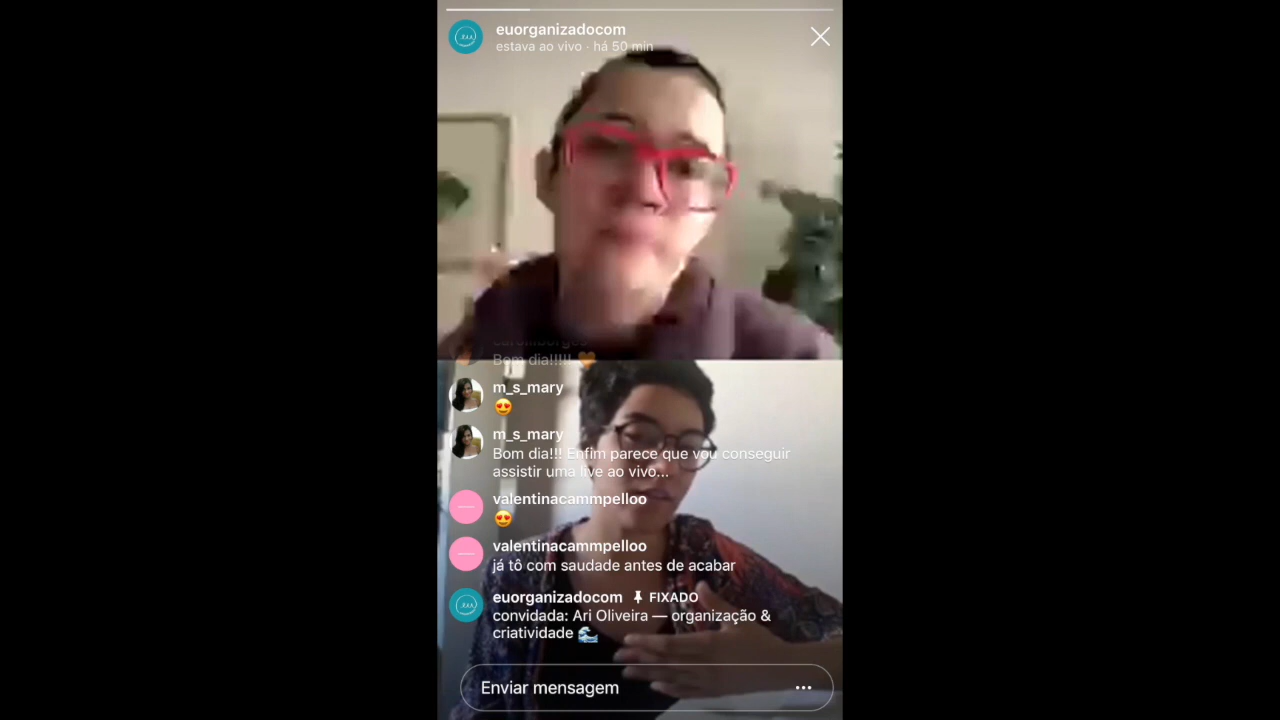 euorganizadocom
estava ao vivo · há 50 min
Bom dia!!!!! 🧡
m_s_mary
😍
m_s_mary
Bom dia!!! Enfim parece que vou conseguir
assistir uma live ao vivo...
valentinacammpelloo
😍
valentinacammpelloo
já tô com saudade antes de acabar
euorganizadocom 📌 FIXADO
convidada: Ari Oliveira — organização &
criatividade 🌊
Enviar mensagem